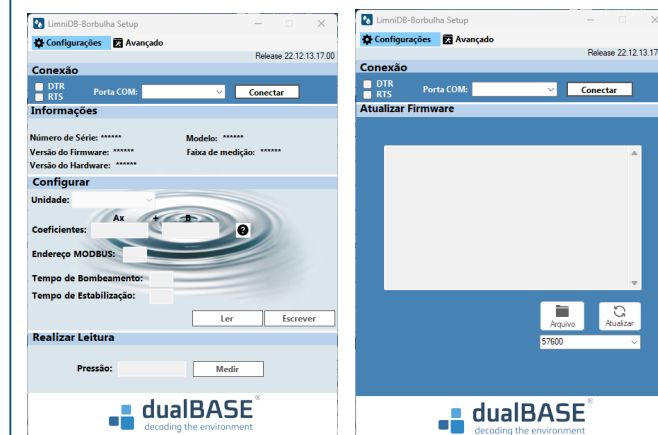 LimniDB-Borbulha Setup
Configurações Avançado
Release 22.12.13.17.00
Conexão
DTR
RTS
Porta COM:
Conectar
Informações
Número de Série: ******
Modelo: ******
Versão do Firmware: ******
Faixa de medição: ******
Versão do Hardware: ******
Configurar
Unidade:
Ax + B
Coeficientes:
?
Endereço MODBUS:
Tempo de Bombeamento:
Tempo de Estabilização:
Ler Escrever
Realizar Leitura
Pressão:
Medir
dualBASE®
decoding the environment
LimniDB-Borbulha Setup
Configurações Avançado
Release 22.12.13.17
Conexão
DTR
RTS
Porta COM:
Conectar
Atualizar Firmware
Arquivo Atualizar
57600
dualBASE®
decoding the environment